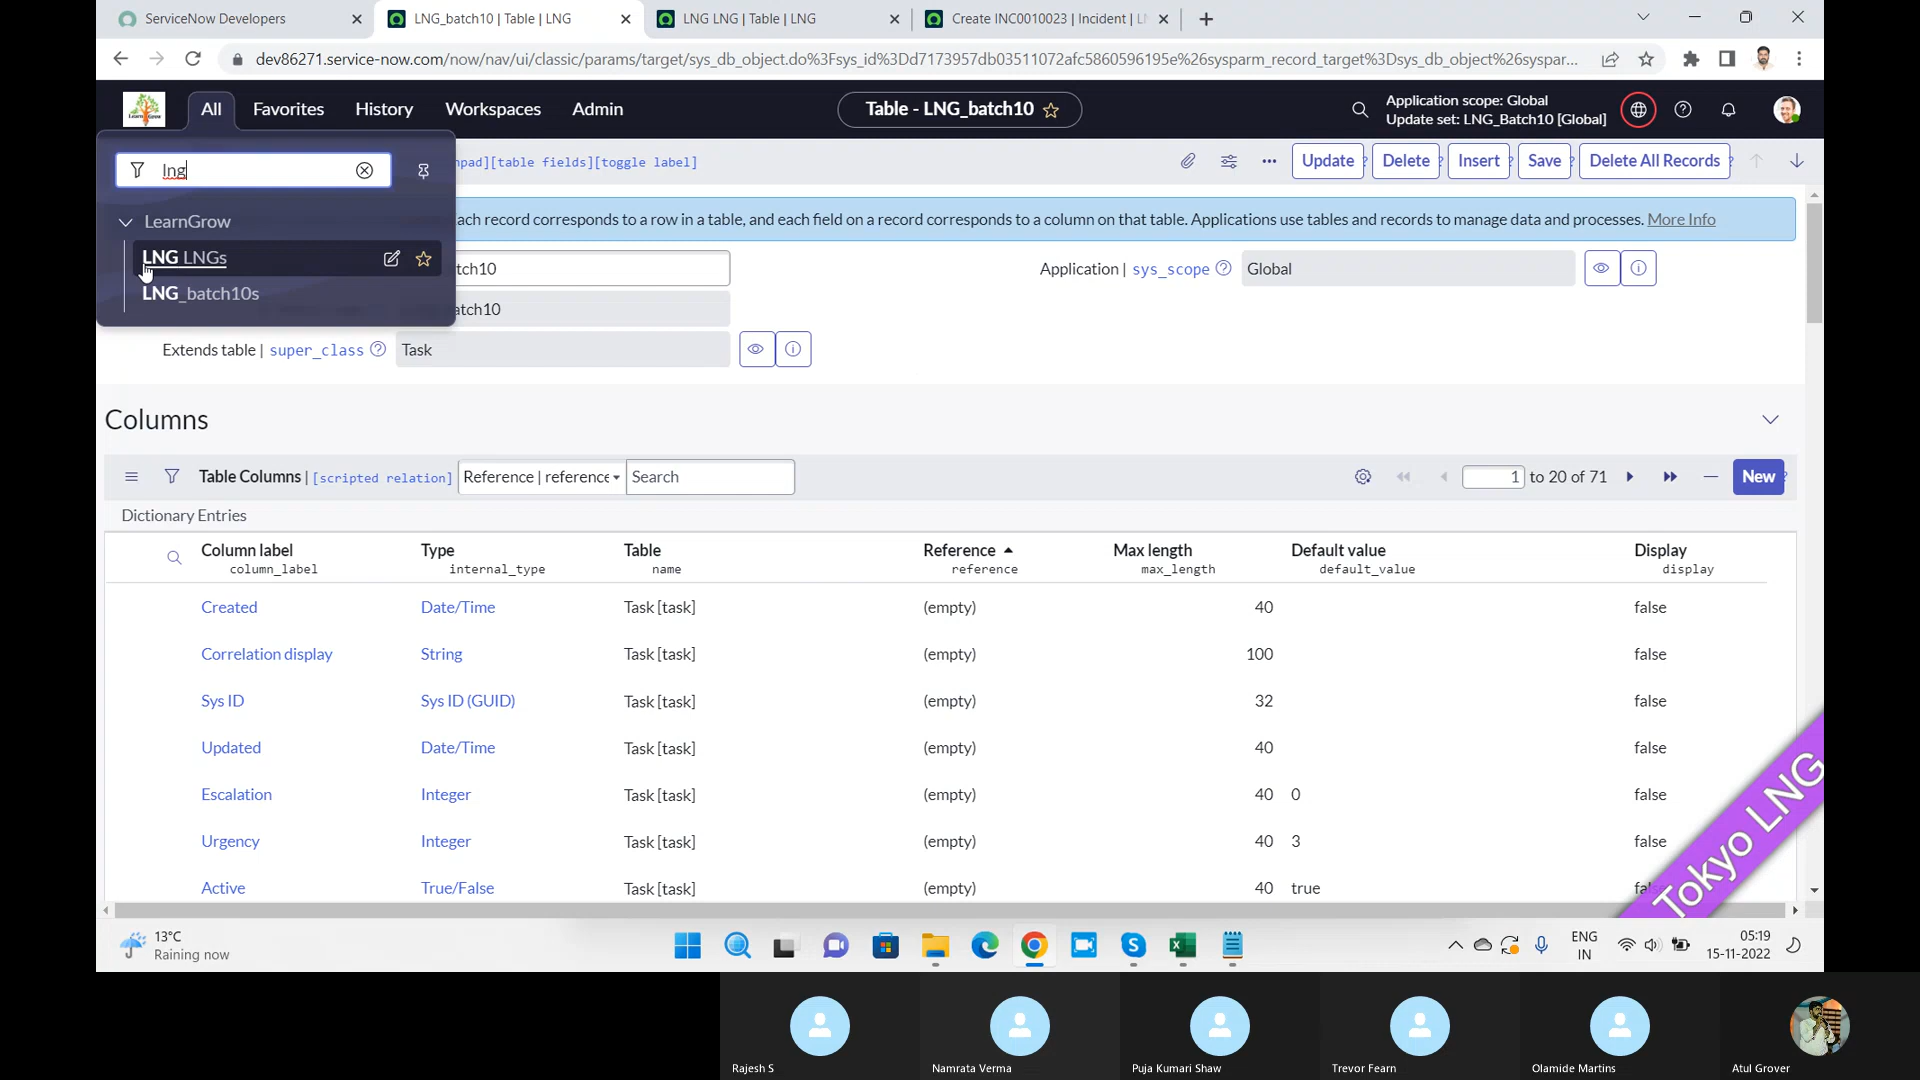 ServiceNow Developers
LNG_batch10 | Table | LNG
LNG LNG | Table | LNG
Create INC0010023 | Incident |
dev86271.service-now.com/now/nav/ui/classic/params/target/sys_db_object.do%3Fsys_id%3Dd7173957db03511072afc5860596195e%26sysparm_record_target%3Dsys_db_object%26syspar...
All
Favorites
History
Workspaces
Admin
Table - LNG_batch10
Application scope: Global
Update set: LNG_Batch10 [Global]
lng
npad][table fields][toggle label]
Update
Delete
Insert
Save
Delete All Records
LearnGrow
LNG LNGs
LNG_batch10s
ach record corresponds to a row in a table, and each field on a record corresponds to a column on that table. Applications use tables and records to manage data and processes. More Info
tch10
Application | sys_scope
Global
atch10
Extends table | super_class
Task
Columns
Table Columns | [scripted relation]
Reference | reference
Search
1 to 20 of 71
New
Dictionary Entries
Column label
column_label
Type
internal_type
Table
name
Reference
reference
Max length
max_length
Default value
default_value
Display
display
Created Date/Time Task [task] (empty) 40 false
Correlation display String Task [task] (empty) 100 false
Sys ID Sys ID (GUID) Task [task] (empty) 32 false
Updated Date/Time Task [task] (empty) 40 false
Escalation Integer Task [task] (empty) 40 0 false
Urgency Integer Task [task] (empty) 40 3 false
Active True/False Task [task] (empty) 40 true
Tokyo LNG
13°C
Raining now
ENG
IN
05:19
15-11-2022
Rajesh S
Namrata Verma
Puja Kumari Shaw
Trevor Fearn
Olamide Martins
Atul Grover